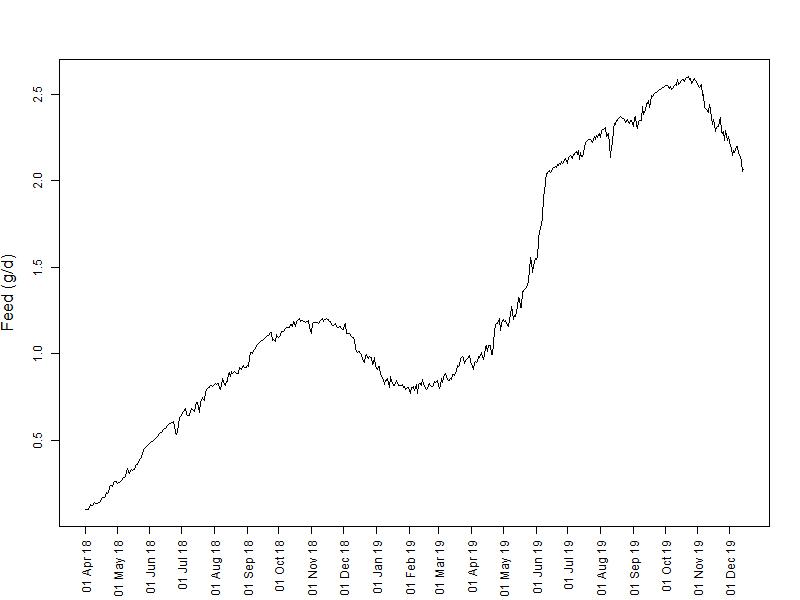 Feed (g/d)
2.5
2.0
1.5
1.0
0.5
01 Apr 18
01 May 18
01 Jun 18
01 Jul 18
01 Aug 18
01 Sep 18
01 Oct 18
01 Nov 18
01 Dec 18
01 Jan 19
01 Feb 19
01 Mar 19
01 Apr 19
01 May 19
01 Jun 19
01 Jul 19
01 Aug 19
01 Sep 19
01 Oct 19
01 Nov 19
01 Dec 19